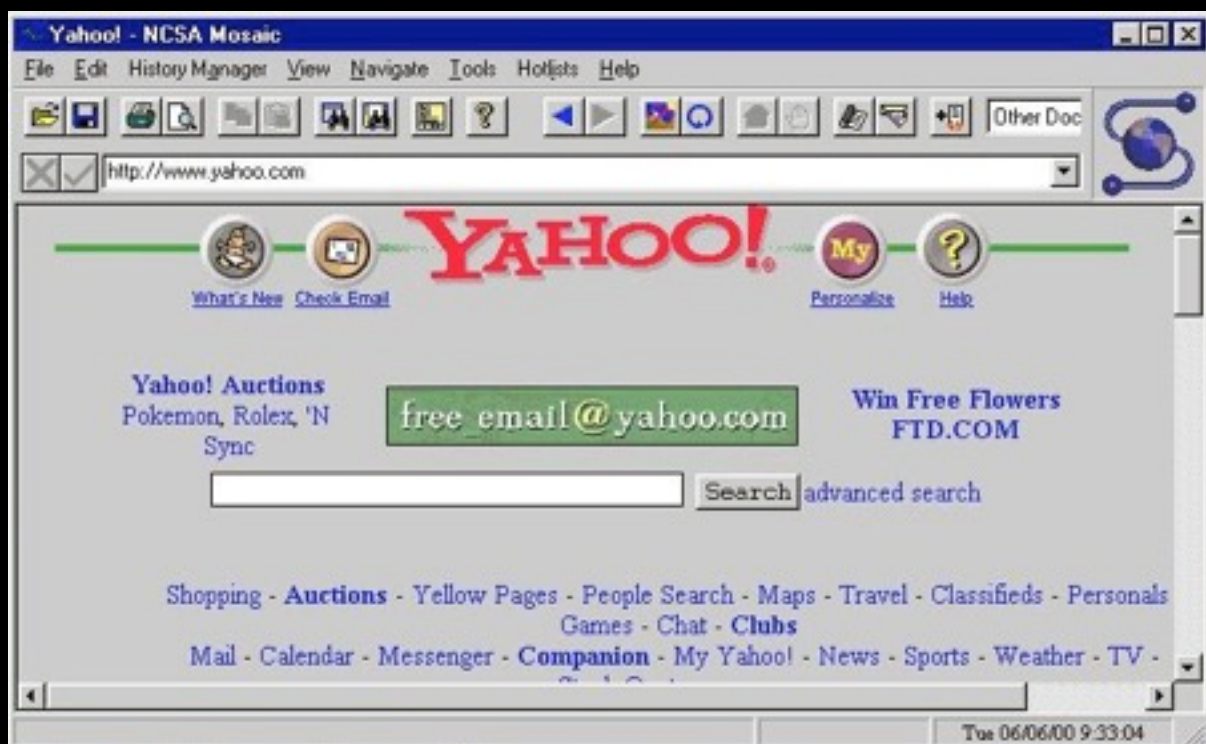 Yahoo! - NCSA Mosaic
File Edit History Manager View Navigate Tools Hotlists Help
Other Doc
http://www.yahoo.com
YAHOO!
My ?
What's New Check Email Personalize Help
Yahoo! Auctions
Pokemon, Rolex, 'N
Sync
free_email@yahoo.com
Win Free Flowers
FTD.COM
Search advanced search
Shopping - Auctions - Yellow Pages - People Search - Maps - Travel - Classifieds - Personals
Games - Chat - Clubs
Mail - Calendar - Messenger - Companion - My Yahoo! - News - Sports - Weather - TV -
Tue 06/06/00 9:33:04